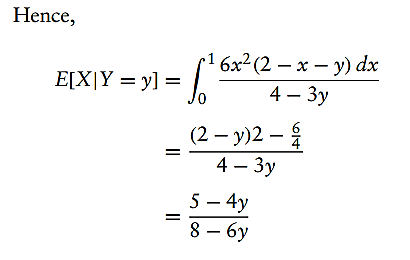 Hence,
E[X|Y = y] = ∫₀¹ 6x²(2 − x − y) dx / 4 − 3y
= (2 − y)2 − 6/4 / 4 − 3y
= 5 − 4y / 8 − 6y